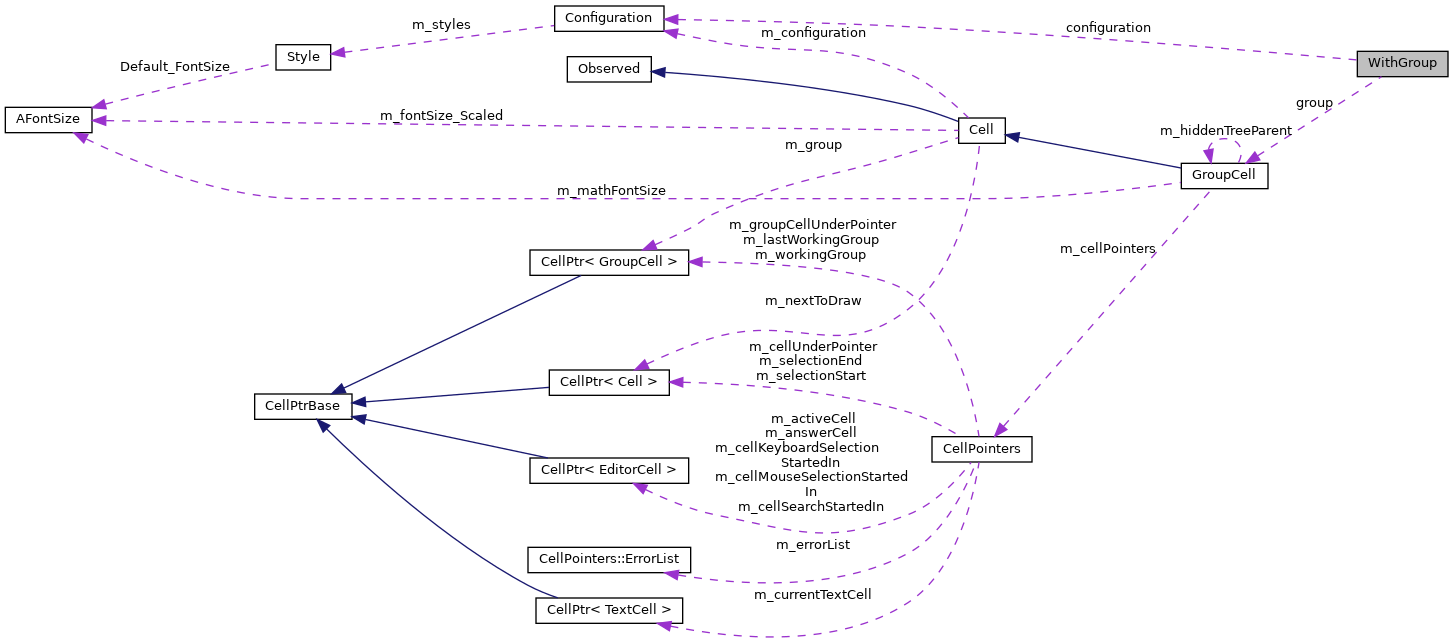 Configuration
m_styles
configuration
m_configuration
Style
WithGroup
Default_FontSize
Observed
group
AFontSize
m_fontSize_Scaled
Cell
m_hiddenTreeParent
m_group
GroupCell
m_mathFontSize
m_groupCellUnderPointer
m_lastWorkingGroup
m_workingGroup
m_cellPointers
CellPtr< GroupCell >
m_nextToDraw
m_cellUnderPointer
m_selectionEnd
m_selectionStart
CellPtr< Cell >
CellPtrBase
m_activeCell
m_answerCell
m_cellKeyboardSelection
StartedIn
m_cellMouseSelectionStarted
In
m_cellSearchStartedIn
CellPointers
CellPtr< EditorCell >
m_errorList
CellPointers::ErrorList
m_currentTextCell
CellPtr< TextCell >